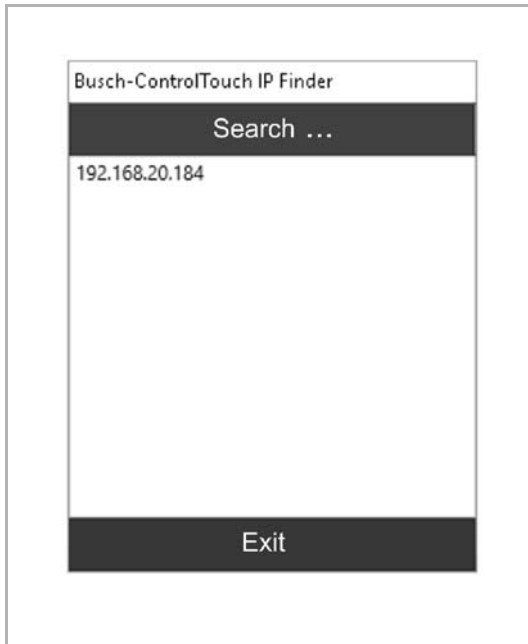 Busch-ControlTouch IP Finder
Search ...
192.168.20.184
Exit